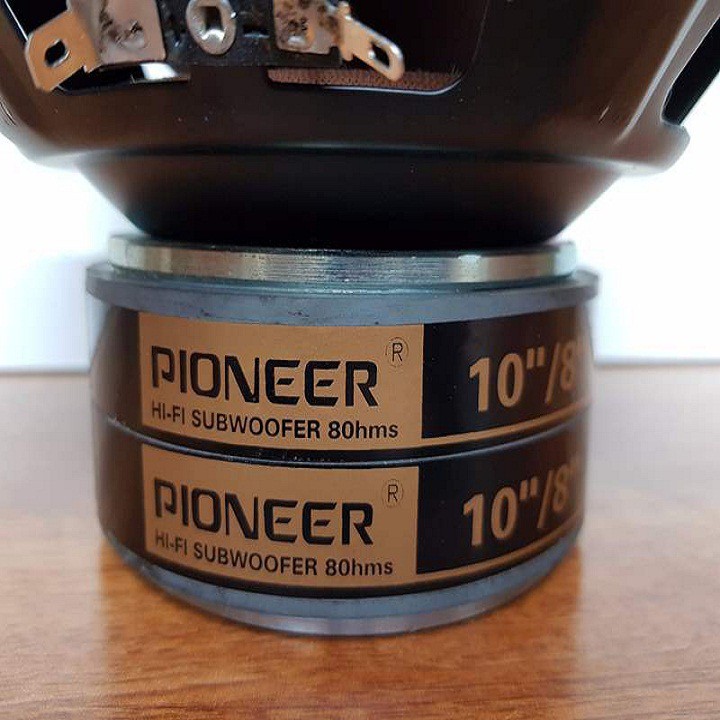 PIONEER ®
HI-FI SUBWOOFER 80hms
10"/8"
PIONEER ®
HI-FI SUBWOOFER 80hms
10"/8"